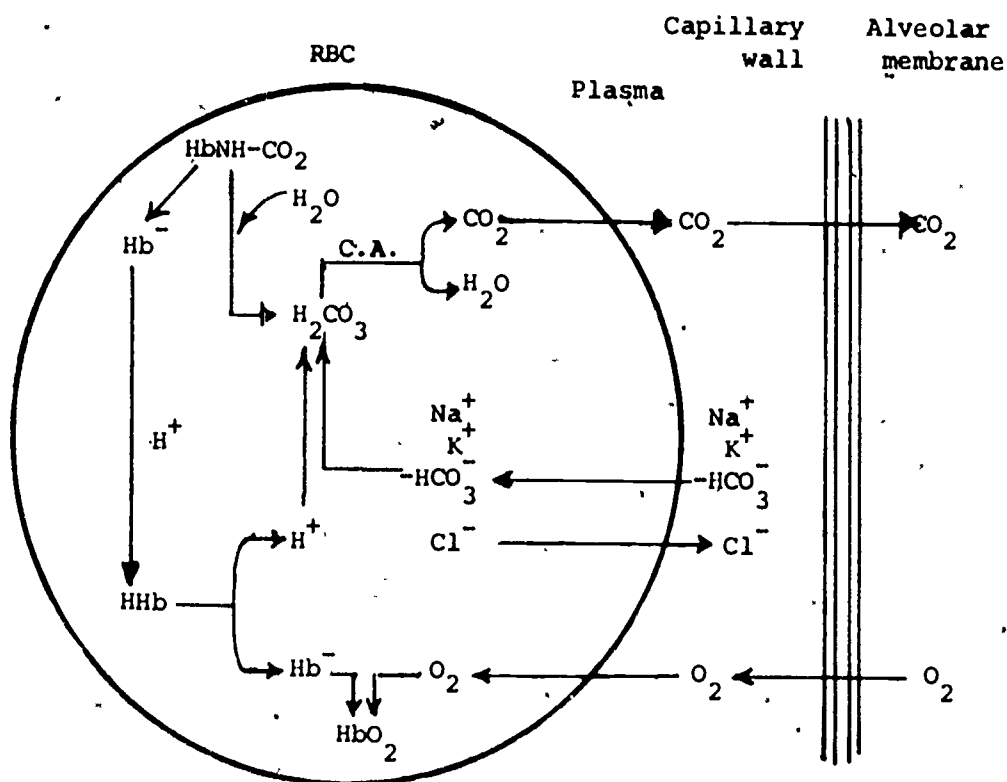 Capillary wall
Alveolar membrane
RBC
Plasma
HbNH-CO₂
H₂O
Hb⁻
C.A.
CO₂
CO₂
CO₂
H₂O
H₂CO₃
H⁺
Na⁺
K⁺
-HCO₃⁻
Na⁺
K⁺
-HCO₃⁻
H⁺
Cl⁻
Cl⁻
HHb
Hb⁻
O₂
O₂
O₂
HbO₂